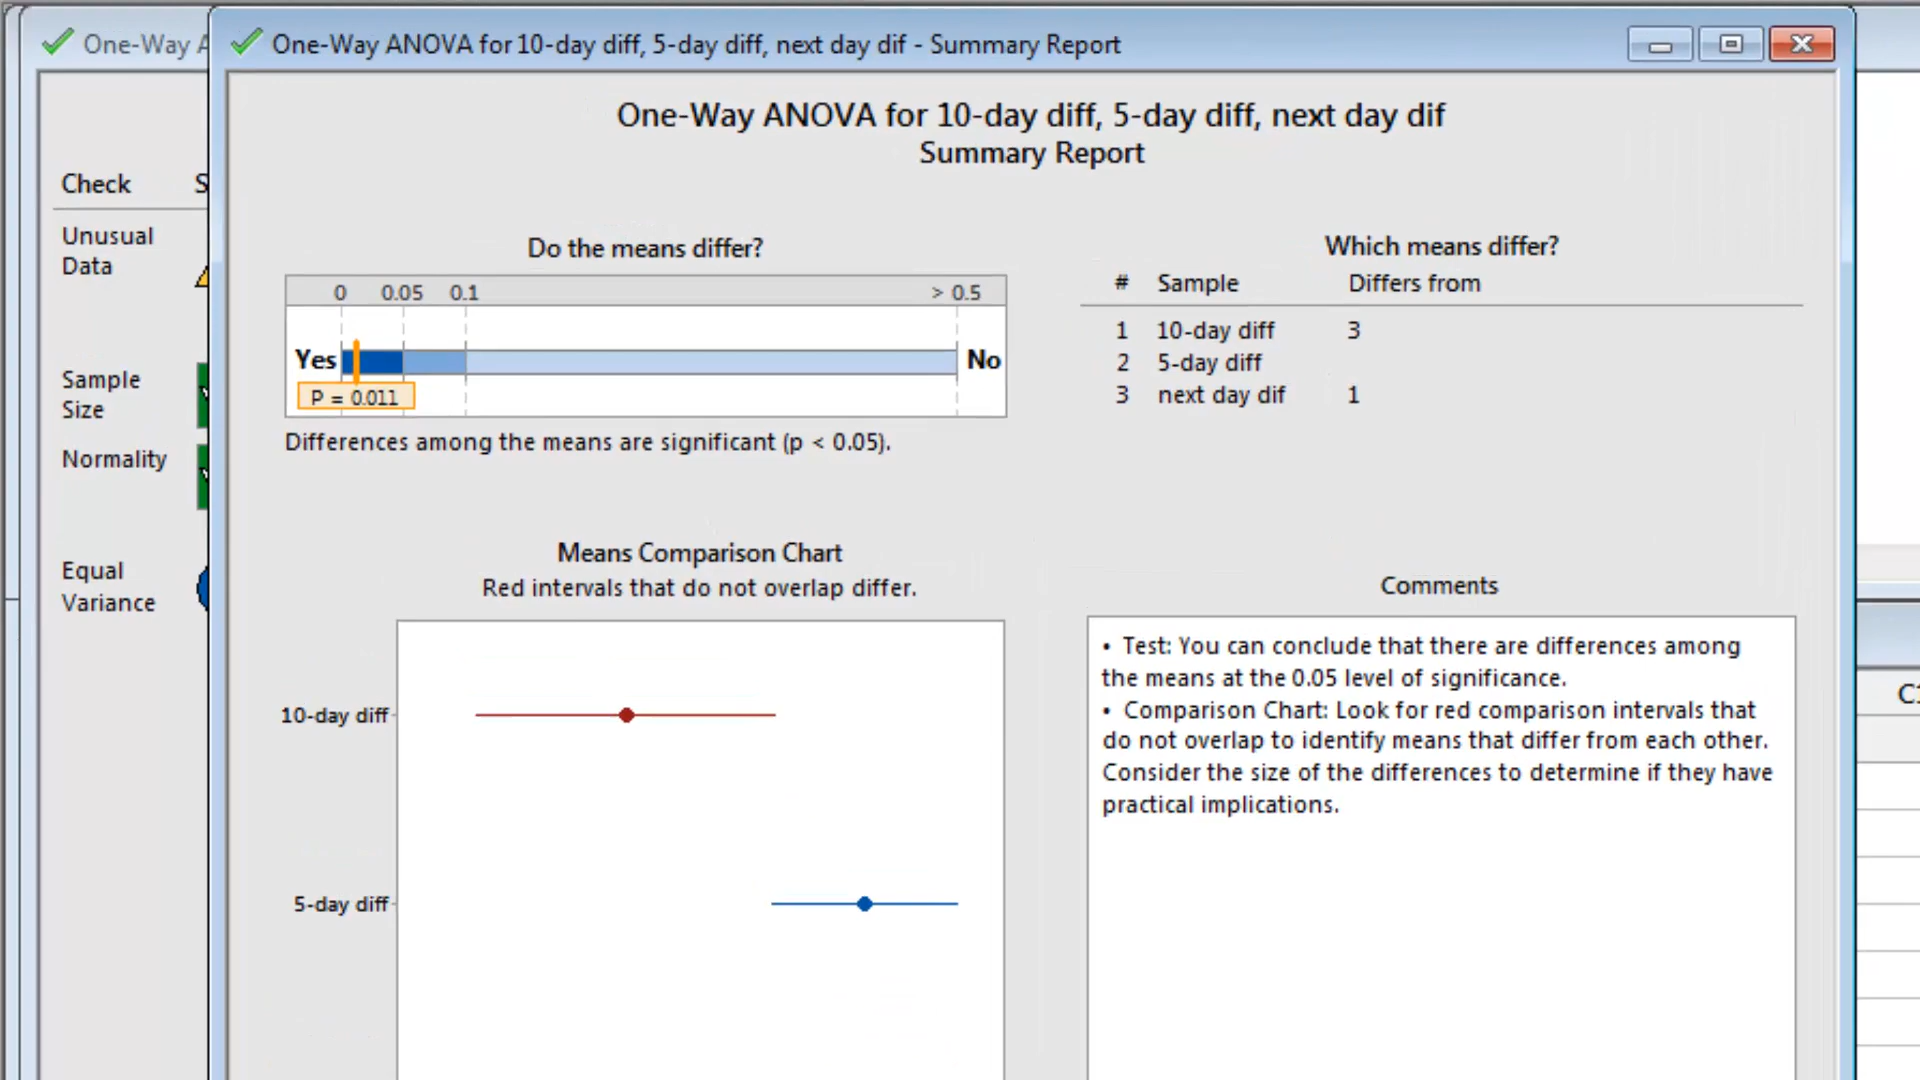 One-Way A
One-Way ANOVA for 10-day diff, 5-day diff, next day dif - Summary Report
One-Way ANOVA for 10-day diff, 5-day diff, next day dif
Summary Report
Check
S
Unusual
Data
Sample
Size
Normality
Equal
Variance
Do the means differ?
0 0.05 0.1 > 0.5
Yes No
P = 0.011
Differences among the means are significant (p < 0.05).
Which means differ?
# Sample Differs from
1 10-day diff 3
2 5-day diff
3 next day dif 1
Means Comparison Chart
Red intervals that do not overlap differ.
10-day diff
5-day diff
Comments
• Test: You can conclude that there are differences among
the means at the 0.05 level of significance.
• Comparison Chart: Look for red comparison intervals that
do not overlap to identify means that differ from each other.
Consider the size of the differences to determine if they have
practical implications.